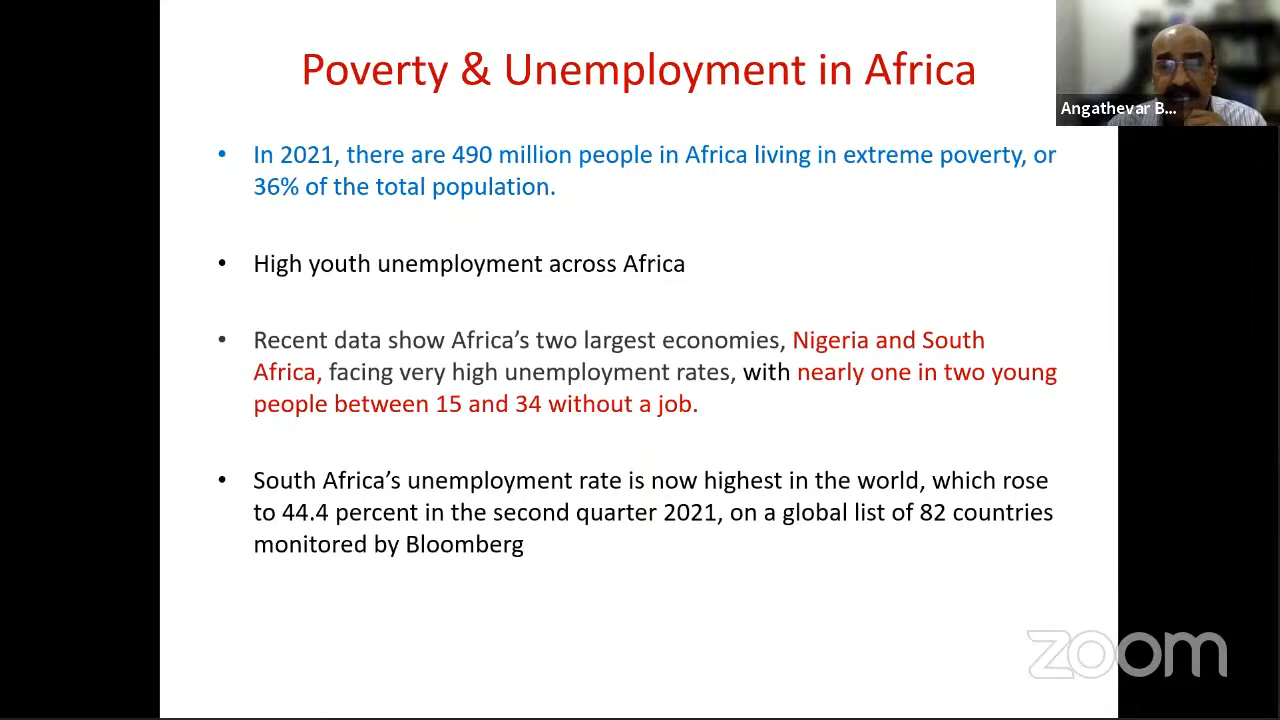 Poverty & Unemployment in Africa
Angathevar B...
• In 2021, there are 490 million people in Africa living in extreme poverty, or
36% of the total population.
• High youth unemployment across Africa
• Recent data show Africa’s two largest economies, Nigeria and South
Africa, facing very high unemployment rates, with nearly one in two young
people between 15 and 34 without a job.
• South Africa’s unemployment rate is now highest in the world, which rose
to 44.4 percent in the second quarter 2021, on a global list of 82 countries
monitored by Bloomberg
zoom